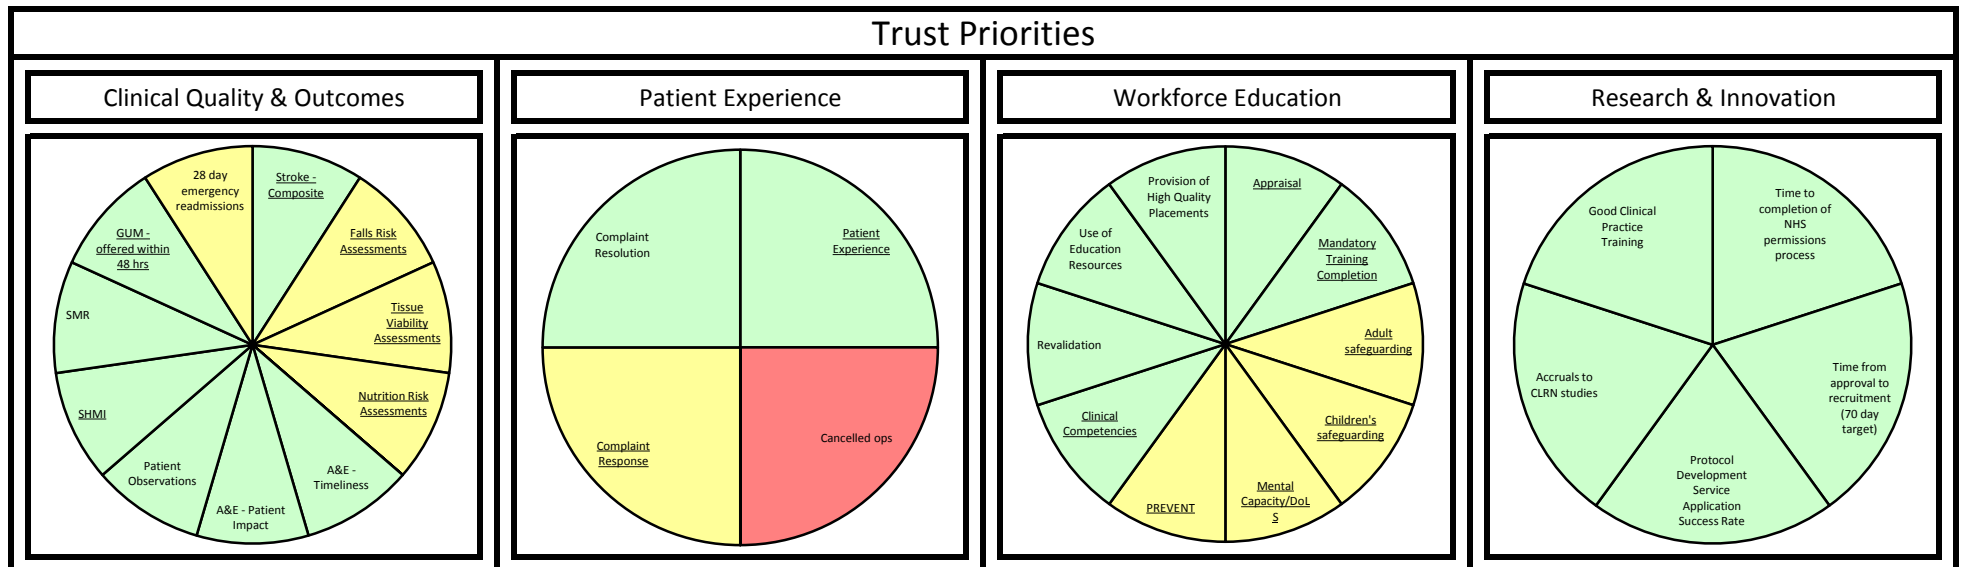 Trust Priorities
Clinical Quality & Outcomes
28 day
emergency
readmissions
Stroke -
Composite
Falls Risk
Assessments
Tissue
Viability
Assessments
Nutrition Risk
Assessments
A&E -
Timeliness
A&E - Patient
Impact
Patient
Observations
SHMI
SMR
GUM -
offered within
48 hrs
Patient Experience
Complaint
Resolution
Patient
Experience
Cancelled ops
Complaint
Response
Workforce Education
Provision of
High Quality
Placements
Appraisal
Mandatory
Training
Completion
Adult
safeguarding
Children's
safeguarding
Mental
Capacity/DoL
S
PREVENT
Clinical
Competencies
Revalidation
Use of
Education
Resources
Research & Innovation
Good Clinical
Practice
Training
Time to
completion of
NHS
permissions
process
Time from
approval to
recruitment
(70 day
target)
Protocol
Development
Service
Application
Success Rate
Accruals to
CLRN studies